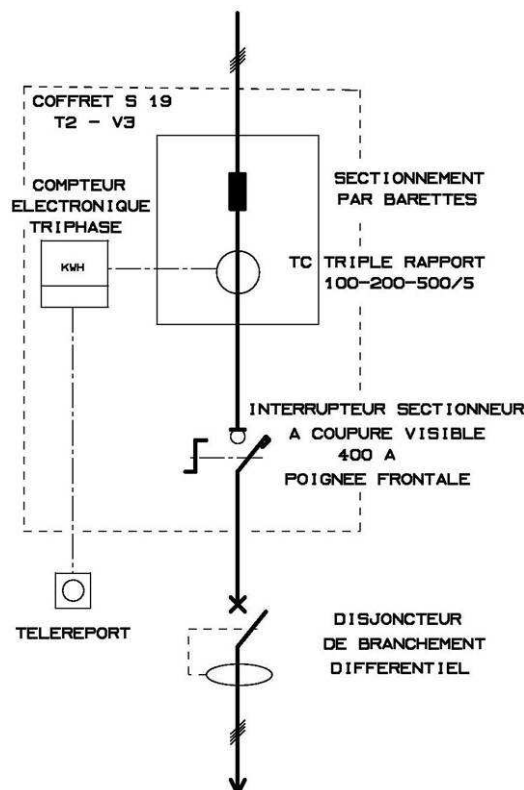 COFFRET S 19
T2 - V3
COMPTEUR
ELECTRONIQUE
TRIPHASE
KWH
SECTIONNEMENT
PAR BARETTES
TC TRIPLE RAPPORT
100-200-500/5
INTERRUPTEUR SECTIONNEUR
A COUPURE VISIBLE
400 A
POIGNEE FRONTALE
TELEREPORT
DISJONCTEUR
DE BRANCHEMENT
DIFFERENTIEL